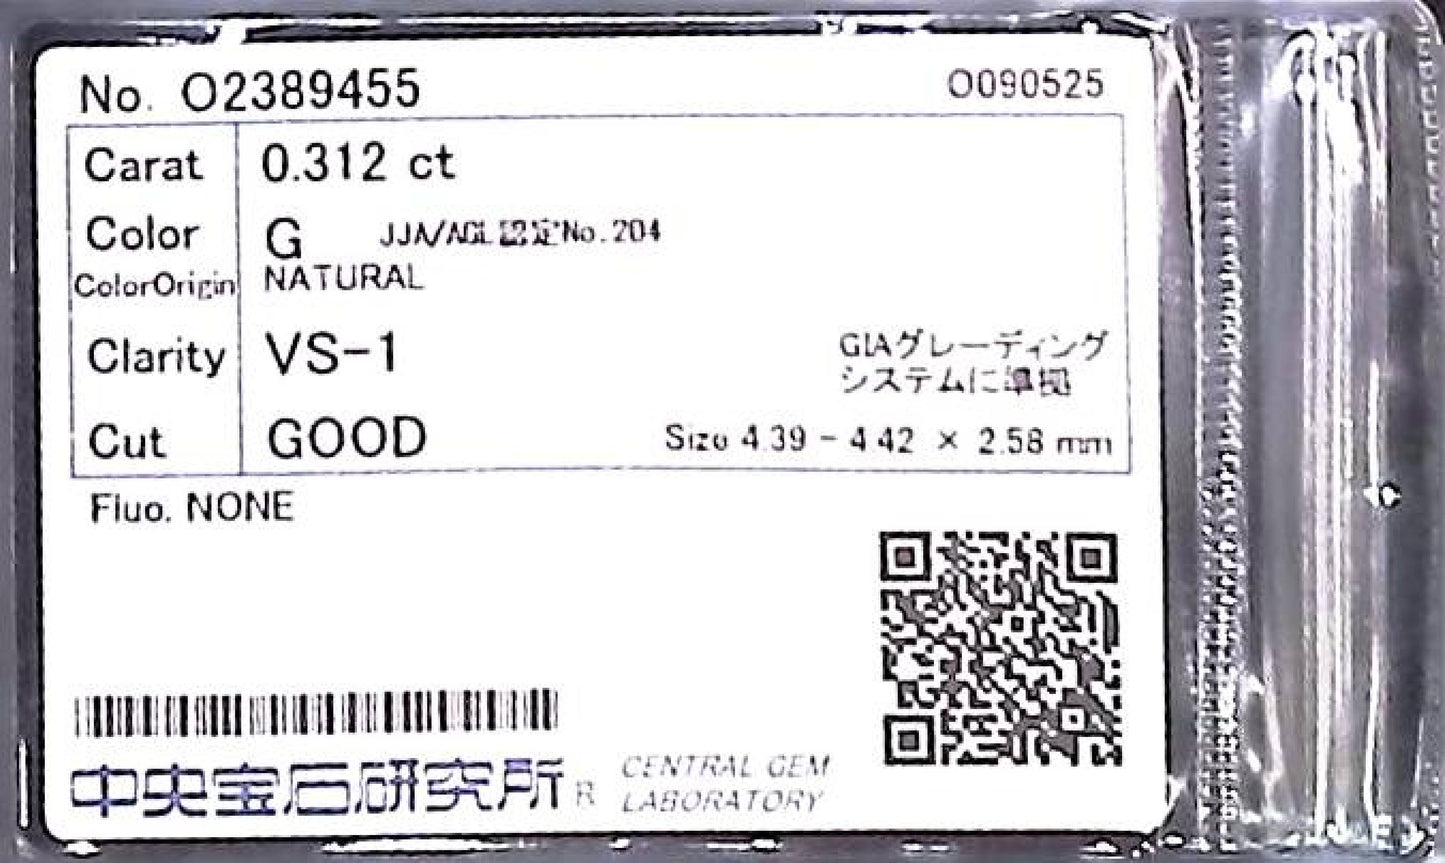 No. O2389455
O090525
Carat 0.312 ct
Color G JJA/AGL認定No.204
ColorOrigin NATURAL
Clarity VS-1
GIAグレーディング
システムに準拠
Cut GOOD Size 4.39 - 4.42 × 2.58 mm
Fluo. NONE
中央宝石研究所 R CENTRAL GEM
LABORATORY